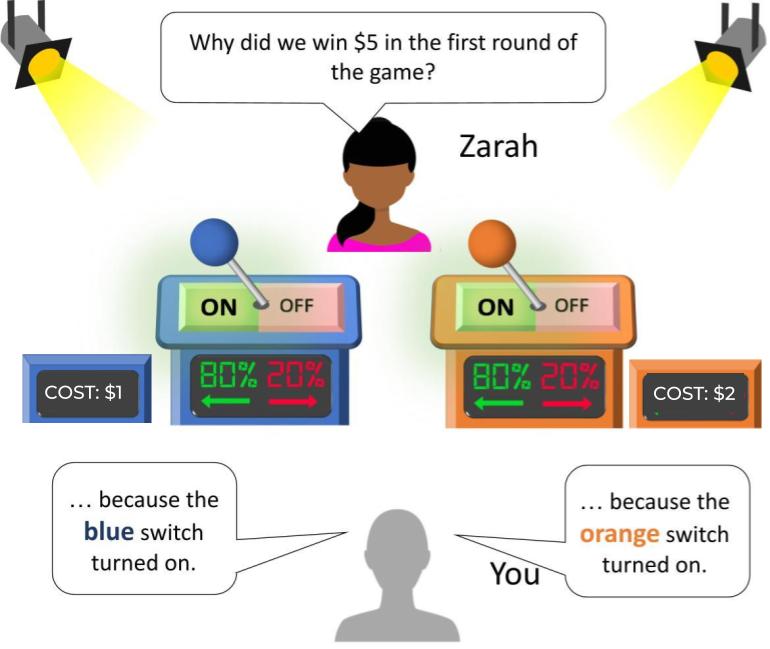 Why did we win $5 in the first round of
the game?
Zarah
ON OFF
ON OFF
80% 20%
80% 20%
COST: $1
COST: $2
... because the
blue switch
turned on.
... because the
orange switch
turned on.
You